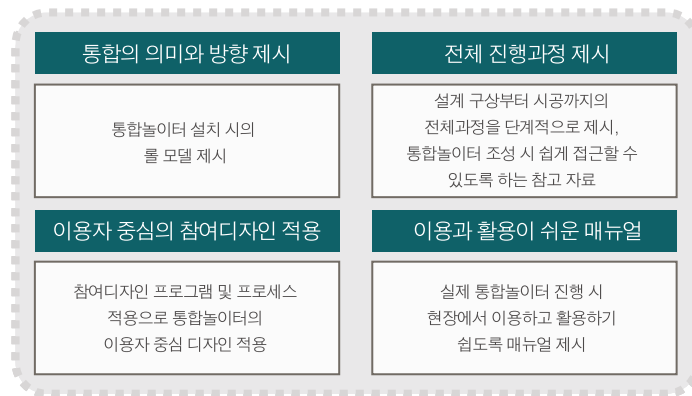 통합의 의미와 방향 제시
통합놀이터 설치 시의
롤 모델 제시
전체 진행과정 제시
설계 구상부터 시공까지의
전체과정을 단계적으로 제시,
통합놀이터 조성 시 쉽게 접근할 수
있도록 하는 참고 자료
이용자 중심의 참여디자인 적용
참여디자인 프로그램 및 프로세스
적용으로 통합놀이터의
이용자 중심 디자인 적용
이용과 활용이 쉬운 매뉴얼
실제 통합놀이터 진행 시
현장에서 이용하고 활용하기
쉽도록 매뉴얼 제시